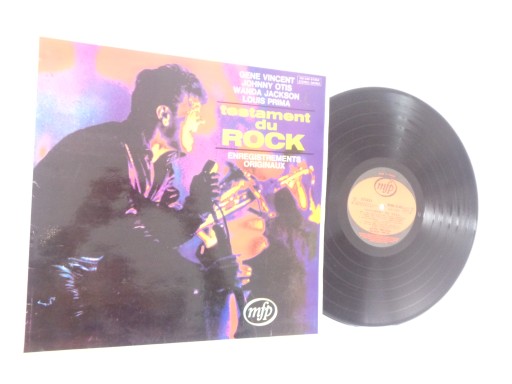 GENE VINCENT
JOHNNY OTIS
WANDA JACKSON
LOUIS PRIMA
testament
du
ROCK
ENREGISTREMENTS
ORIGINAUX
mfp
mfp